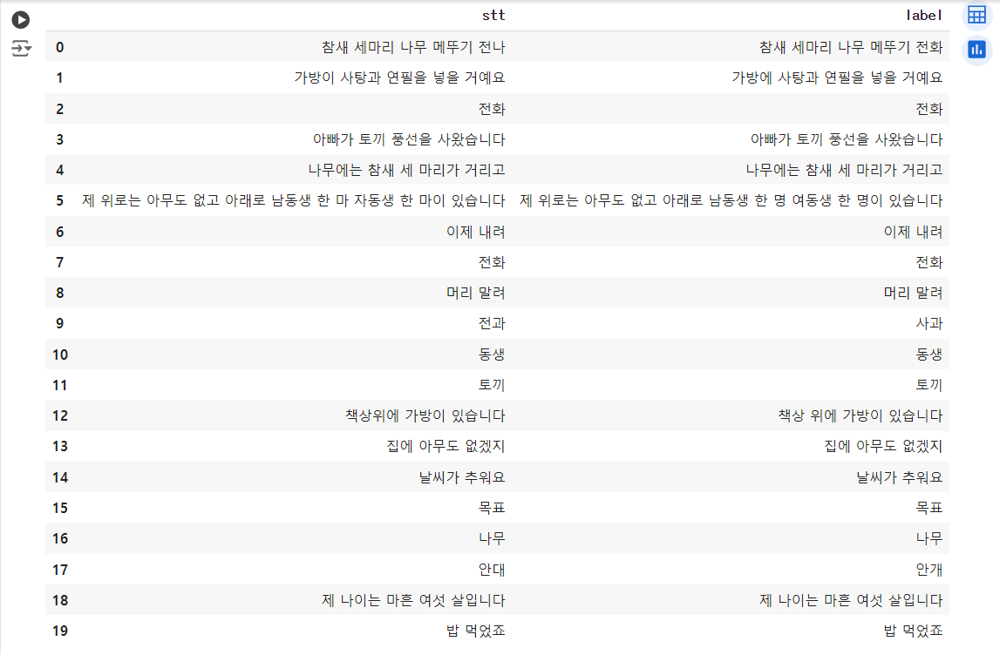 stt label
0 참새 세마리 나무 메뚜기 전나 참새 세마리 나무 메뚜기 전화
1 가방이 사탕과 연필을 넣을 거예요 가방에 사탕과 연필을 넣을 거예요
2 전화 전화
3 아빠가 토끼 풍선을 사왔습니다 아빠가 토끼 풍선을 사왔습니다
4 나무에는 참새 세 마리가 거리고 나무에는 참새 세 마리가 거리고
5 제 위로는 아무도 없고 아래로 남동생 한 마 자동생 한 마이 있습니다 제 위로는 아무도 없고 아래로 남동생 한 명 여동생 한 명이 있습니다
6 이제 내려 이제 내려
7 전화 전화
8 머리 말려 머리 말려
9 전과 사과
10 동생 동생
11 토끼 토끼
12 책상위에 가방이 있습니다 책상 위에 가방이 있습니다
13 집에 아무도 없겠지 집에 아무도 없겠지
14 날씨가 추워요 날씨가 추워요
15 목표 목표
16 나무 나무
17 안대 안개
18 제 나이는 마흔 여섯 살입니다 제 나이는 마흔 여섯 살입니다
19 밥 먹었죠 밥 먹었죠